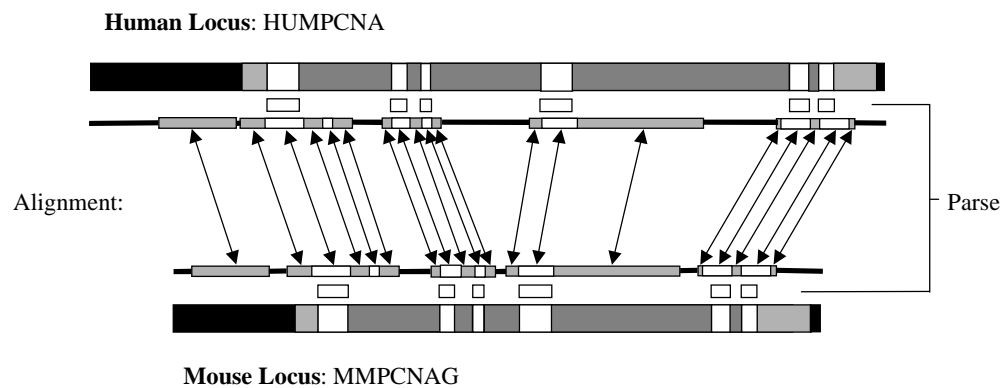 Human Locus: HUMPCNA
Alignment:
Parse
Mouse Locus: MMPCNAG